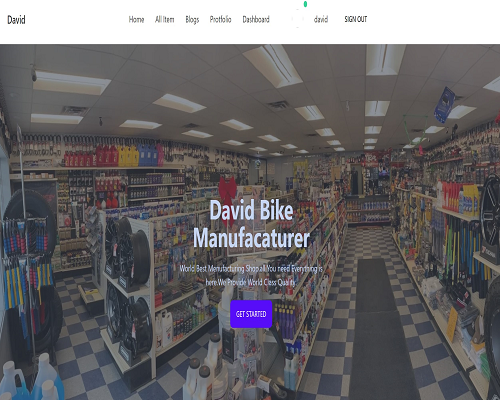 David
Home All Item Blogs Protfolio Dashboard david SIGN OUT
David Bike
Manufacaturer
World Best Manufacturing Shop.all You need Everything is
here.We Provide World Class Quality
GET STARTED